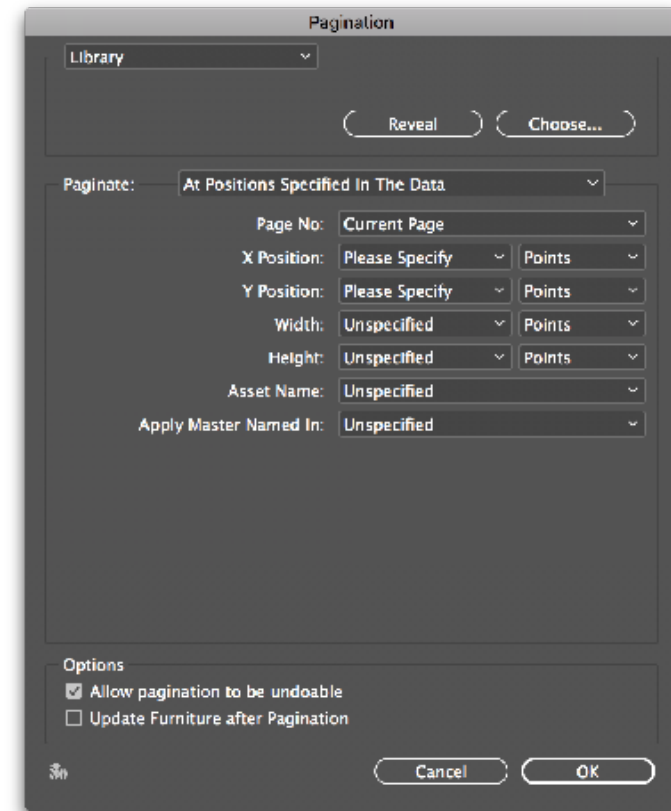 Pagination
Library
Reveal Choose...
Paginate: At Positions Specified In The Data
Page No: Current Page
X Position: Please Specify Points
Y Position: Please Specify Points
Width: Unspecified Points
Height: Unspecified Points
Asset Name: Unspecified
Apply Master Named In: Unspecified
Options
Allow pagination to be undoable
Update Furniture after Pagination
Cancel OK